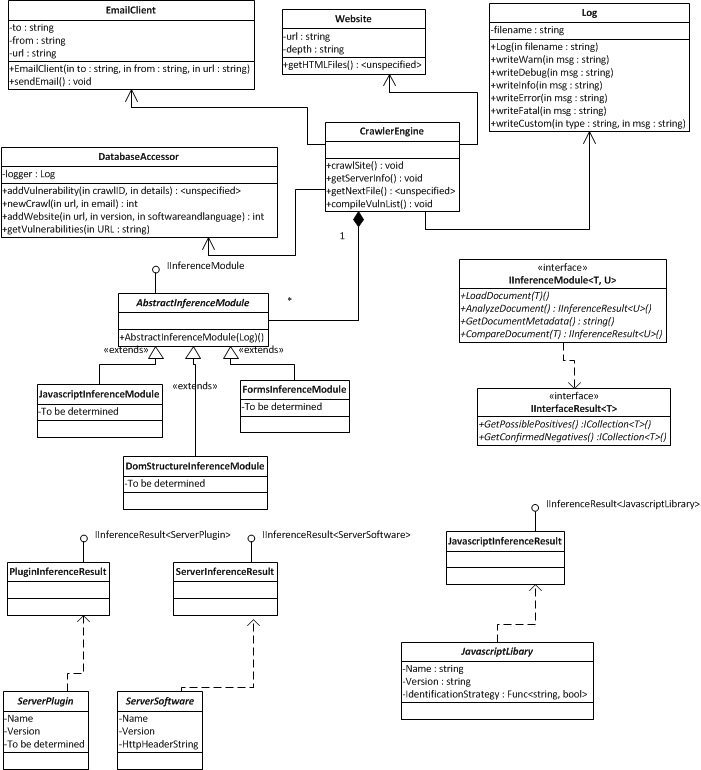 EmailClient
-to : string
-from : string
-url : string
+EmailClient(in to : string, in from : string, in url : string)
+sendEmail() : void
Website
-url : string
-depth : string
+getHTMLFiles() : <unspecified>
Log
-filename : string
+Log(in filename : string)
+writeWarn(in msg : string)
+writeDebug(in msg : string)
+writeInfo(in msg : string)
+writeError(in msg : string)
+writeFatal(in msg : string)
+writeCustom(in type : string, in msg : string)
CrawlerEngine
+crawlSite() : void
+getServerInfo() : void
+getNextFile() : <unspecified>
+compileVulnList() : void
DatabaseAccessor
-logger : Log
+addVulnerability(in crawlID, in details) : <unspecified>
+newCrawl(in url, in email) : int
+addWebsite(in url, in version, in softwareandlanguage) : int
+getVulnerabilities(in URL : string)
1
*
IInferenceModule
AbstractInferenceModule
+AbstractInferenceModule(Log)()
«extends»
«extends»
«extends»
JavascriptInferenceModule
-To be determined
FormsInferenceModule
-To be determined
DomStructureInferenceModule
-To be determined
«interface»
IInferenceModule<T, U>
+LoadDocument(T)()
+AnalyzeDocument() : IInferenceResult<U>()
+GetDocumentMetadata() : string()
+CompareDocument(T) : IInferenceResult<U>()
«interface»
IInterfaceResult<T>
+GetPossiblePositives() :ICollection<T>()
+GetConfirmedNegatives() :ICollection<T>()
IInferenceResult<ServerPlugin>
PluginInferenceResult
IInferenceResult<ServerSoftware>
ServerInferenceResult
IInferenceResult<JavascriptLibrary>
JavascriptInferenceResult
ServerPlugin
-Name
-Version
-To be determined
ServerSoftware
-Name
-Version
-HttpHeaderString
JavascriptLibary
-Name : string
-Version : string
-IdentificationStrategy : Func<string, bool>